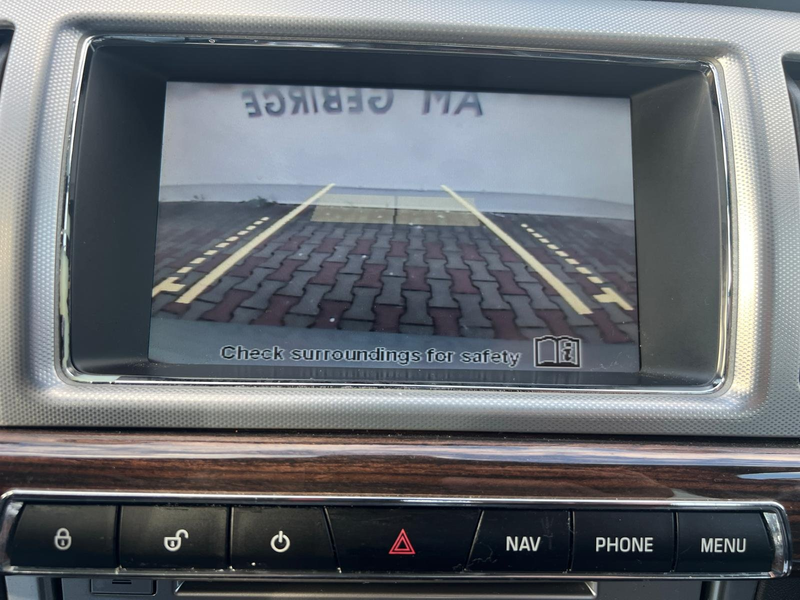 AM GEBIRGE
Check surroundings for safety
NAV PHONE MENU